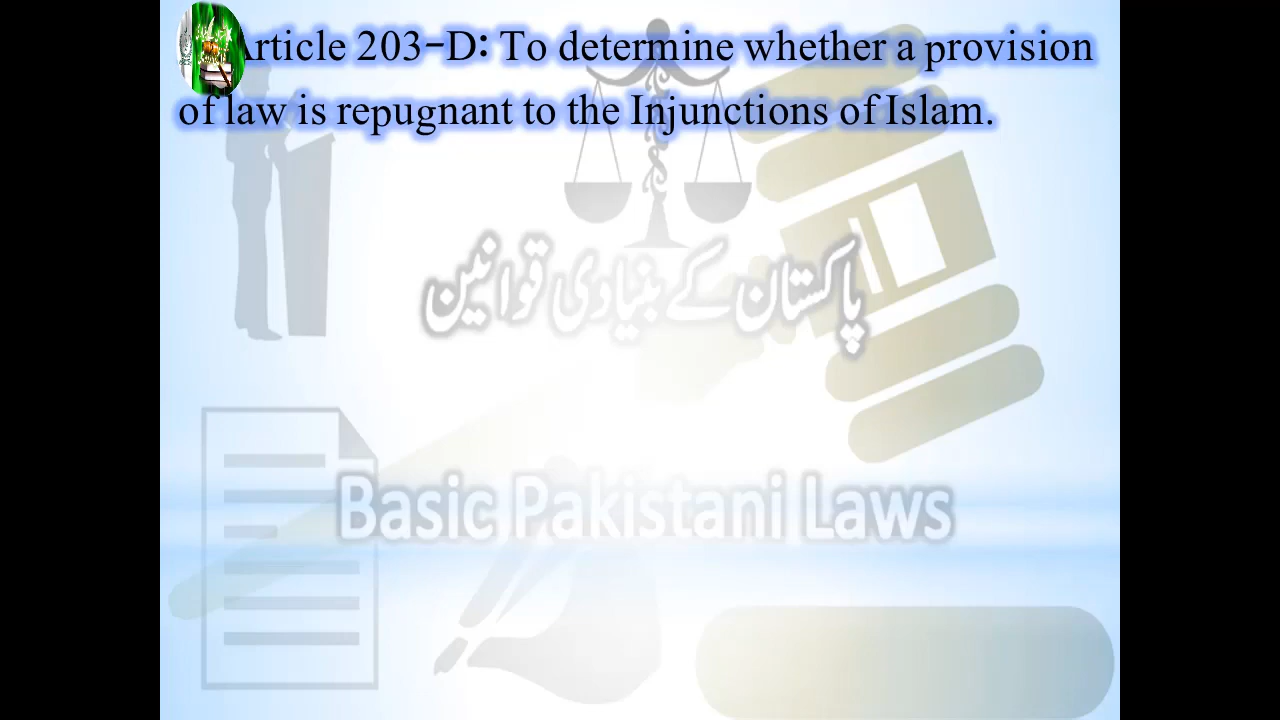 Article 203-D: To determine whether a provision
of law is repugnant to the Injunctions of Islam.
پاکستان کے بنیادی قوانین
Basic Pakistani Laws